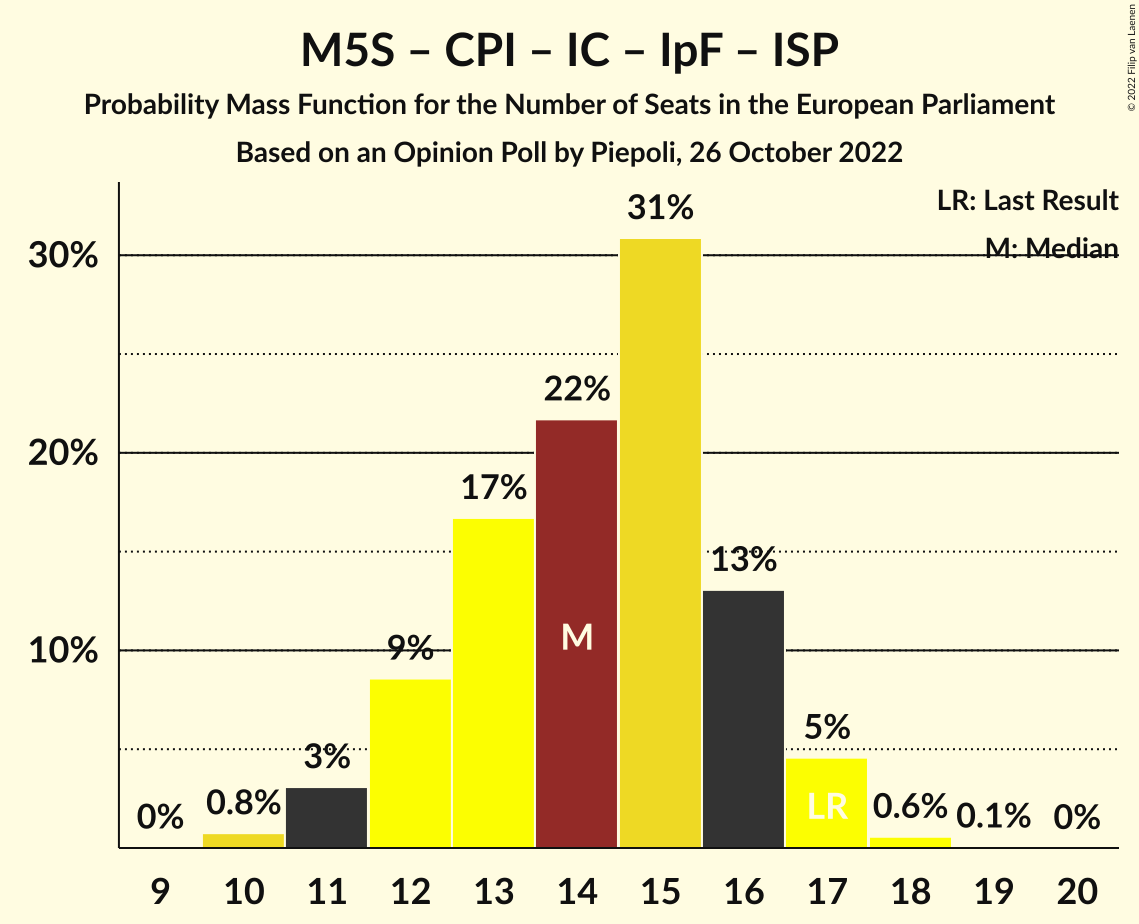 M5S – CPI – IC – IpF – ISP
Probability Mass Function for the Number of Seats in the European Parliament
Based on an Opinion Poll by Piepoli, 26 October 2022
© 2022 Filip van Laenen
LR: Last Result
M: Median
30%
20%
10%
0%
0.8%
3%
9%
17%
22%
31%
13%
5%
0.6%
0.1%
0%
M
LR
9 10 11 12 13 14 15 16 17 18 19 20